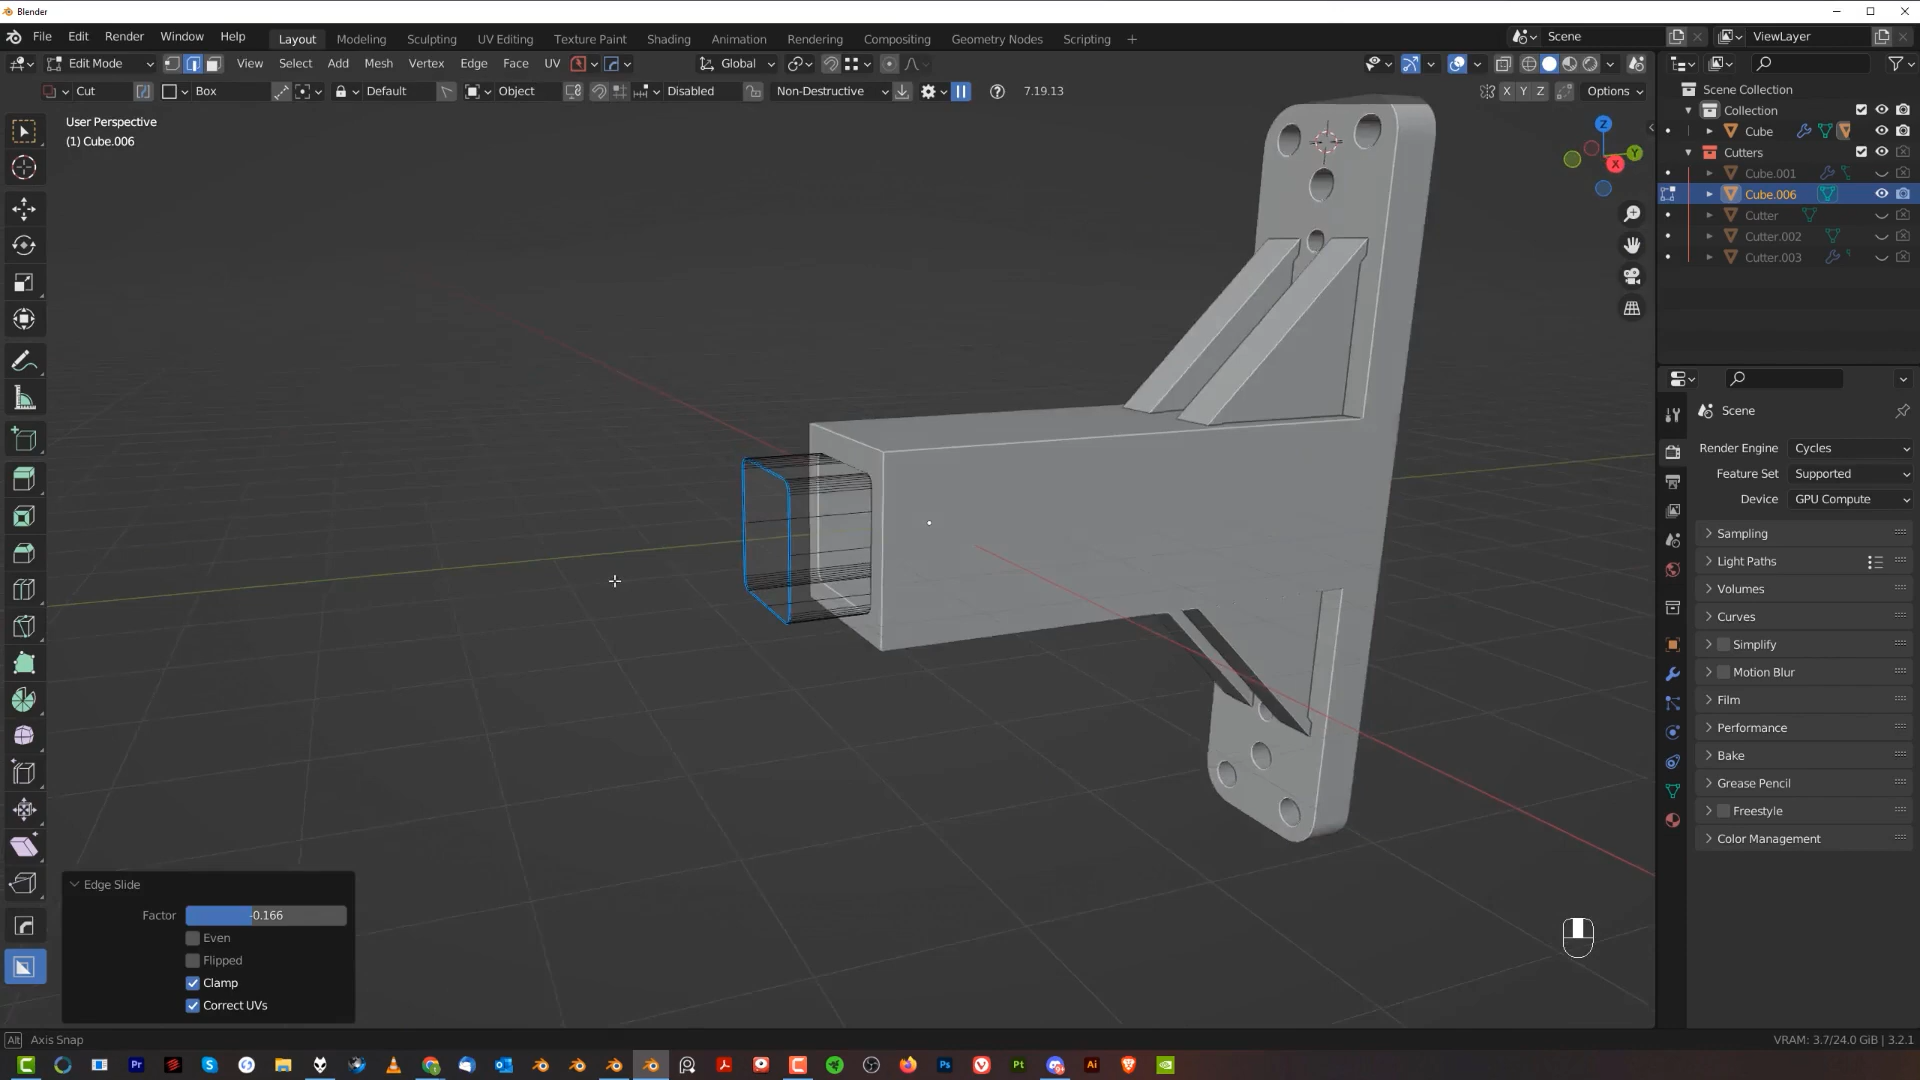 Blender
File Edit Render Window Help Layout Modeling Sculpting UV Editing Texture Paint Shading Animation Rendering Compositing Geometry Nodes Scripting + Scene ViewLayer
Edit Mode View Select Add Mesh Vertex Edge Face UV Global
Cut Box Default Object Disabled Non-Destructive 7.19.13 X Y Z Options
User Perspective
(1) Cube.006
Z
Y
X
Scene Collection
Collection
Cube
Cutters
Cube.001
Cube.006
Cutter
Cutter.002
Cutter.003
Scene
Render Engine Cycles
Feature Set Supported
Device GPU Compute
Sampling
Light Paths
Volumes
Curves
Simplify
Motion Blur
Film
Performance
Bake
Grease Pencil
Freestyle
Color Management
Edge Slide
Factor -0.166
Even
Flipped
Clamp
Correct UVs
Alt Axis Snap
VRAM: 3.7/24.0 GiB | 3.2.1
Pr S Ps Pt Ai